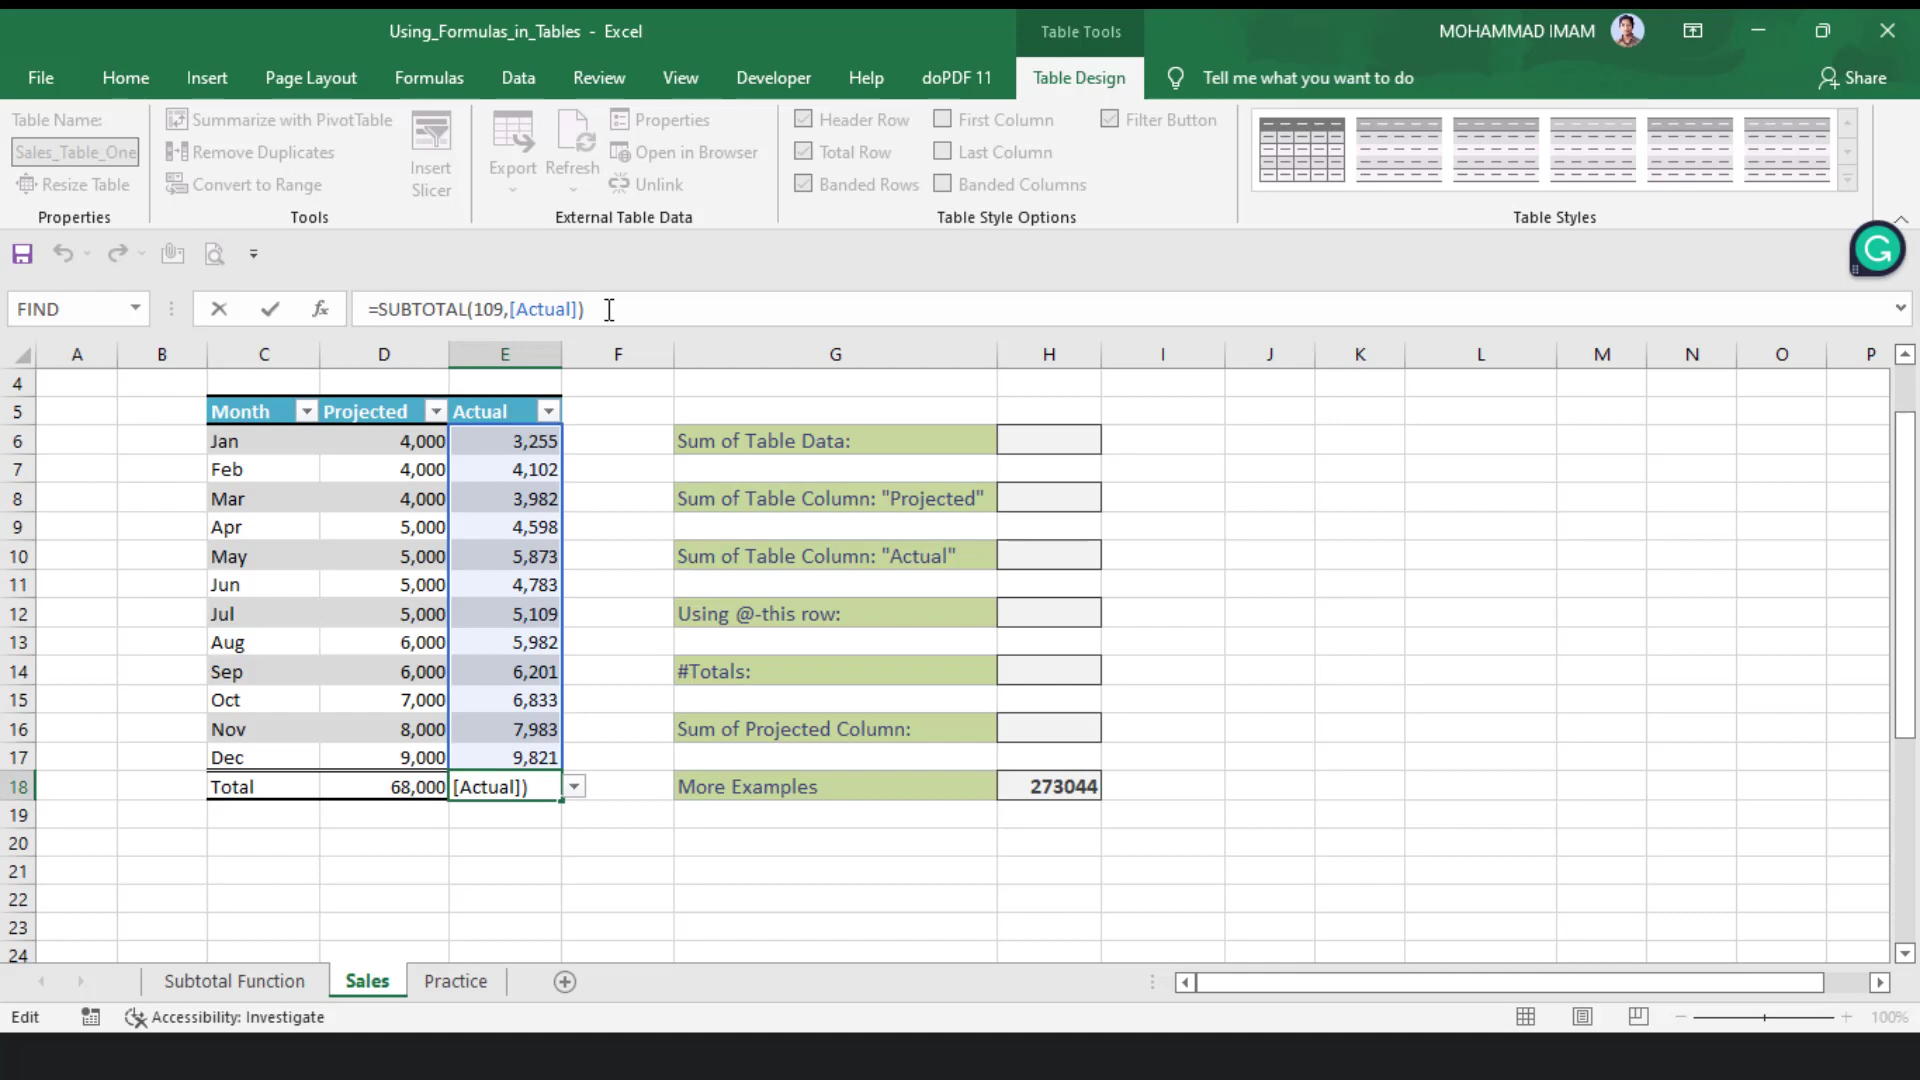 Using_Formulas_in_Tables - Excel
Table Tools
MOHAMMAD IMAM
File Home Insert Page Layout Formulas Data Review View Developer Help doPDF 11 Table Design Tell me what you want to do Share
Table Name:
Sales_Table_One
Resize Table
Properties
Summarize with PivotTable
Remove Duplicates
Convert to Range
Insert
Slicer
Tools
Export
Refresh
Properties
Open in Browser
Unlink
External Table Data
Header Row
First Column
Filter Button
Total Row
Last Column
Banded Rows
Banded Columns
Table Style Options
Table Styles
G
FIND
fx
=SUBTOTAL(109,[Actual])
A B C D E F G H I J K L M N O P
4
5 Month Projected Actual
6 Jan 4,000 3,255 Sum of Table Data:
7 Feb 4,000 4,102
8 Mar 4,000 3,982 Sum of Table Column: "Projected"
9 Apr 5,000 4,598
10 May 5,000 5,873 Sum of Table Column: "Actual"
11 Jun 5,000 4,783
12 Jul 5,000 5,109 Using @-this row:
13 Aug 6,000 5,982
14 Sep 6,000 6,201 #Totals:
15 Oct 7,000 6,833
16 Nov 8,000 7,983 Sum of Projected Column:
17 Dec 9,000 9,821
18 Total 68,000 [Actual]) More Examples 273044
19
20
21
22
23
24
Subtotal Function Sales Practice
Edit Accessibility: Investigate 100%